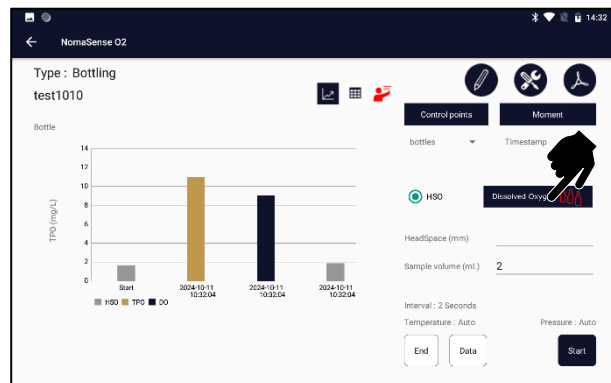 14:32
NomaSense O2
Type : Bottling
test1010
Control points
Moment
bottles
Timestamp
Bottle
14
12
10
8
6
4
2
0
TPO (mg/L)
Start
2024-10-11
10:32:04
2024-10-11
10:32:04
2024-10-11
10:32:04
HSO TPO DO
HSO
Dissolved Oxyg
HeadSpace (mm)
Sample volume (ml.)
2
Interval : 2 Seconds
Temperature : Auto
Pressure : Auto
End
Data
Start